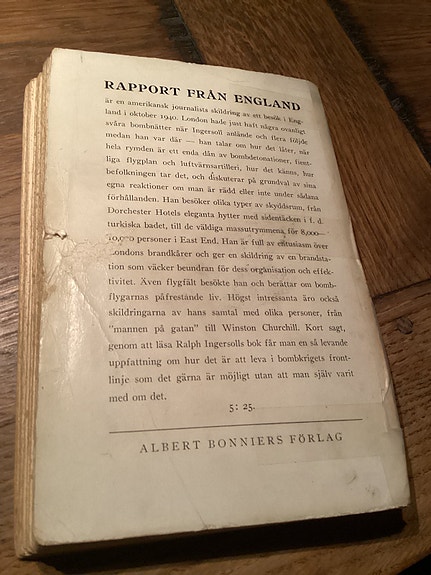 RAPPORT FRÅN ENGLAND
är en amerikansk journalists skildring av ett besök i Eng-
land i oktober 1940. London hade just haft några ovanligt
svåra bombnätter när Ingersoll anlände och flera följde
medan han var där — han talar om hur det låter, när
hela rymden är ett enda dån av bombdetonationer, fient-
liga flygplan och luftvärnsartilleri, hur det känns, hur
befolkningen tar det, och diskuterar på grundval av sina
egna reaktioner om man är rädd eller inte under sådana
förhållanden. Han besöker olika typer av skyddsrum, från
Dorchester Hotels eleganta hytter med sidentäcken i f. d.
turkiska badet, till de väldiga massutrymmena för 8,000—
10,000 personer i East End. Han är full av entusiasm över
Londons brandkårer och ger en skildring av en brandsta-
tion som väcker beundran för dess organisation och effek-
tivitet. Även flygfält besökte han och berättar om bomb-
flygarnas påfrestande liv. Högst intressanta äro också
skildringarna av hans samtal med olika personer, från
"mannen på gatan" till Winston Churchill. Kort sagt,
genom att läsa Ralph Ingersolls bok får man en så levande
uppfattning om hur det är att leva i bombkrigets front-
linje som det gärna är möjligt utan att man själv varit
med om det.
5: 25.
ALBERT BONNIERS FÖRLAG